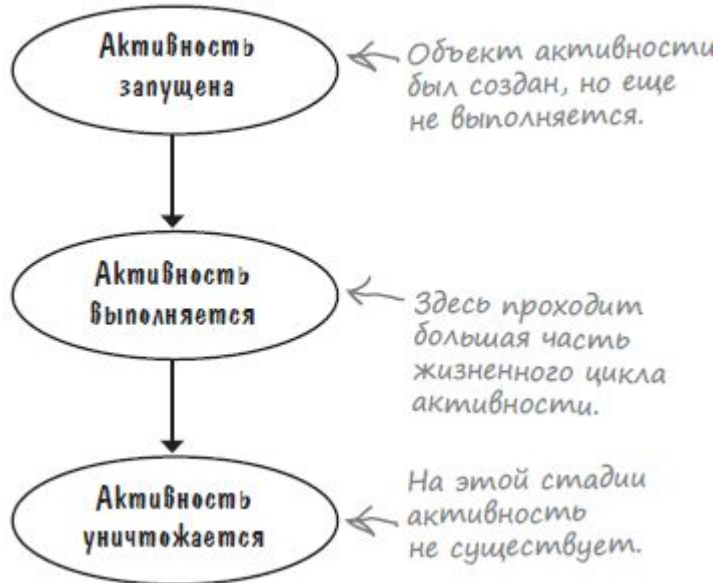 Активность
запущена
Объект активности
был создан, но еще
не выполняется.
Активность
выполняется
Здесь проходит
большая часть
жизненного цикла
активности.
Активность
уничтожается
На этой стадии
активность
не существует.